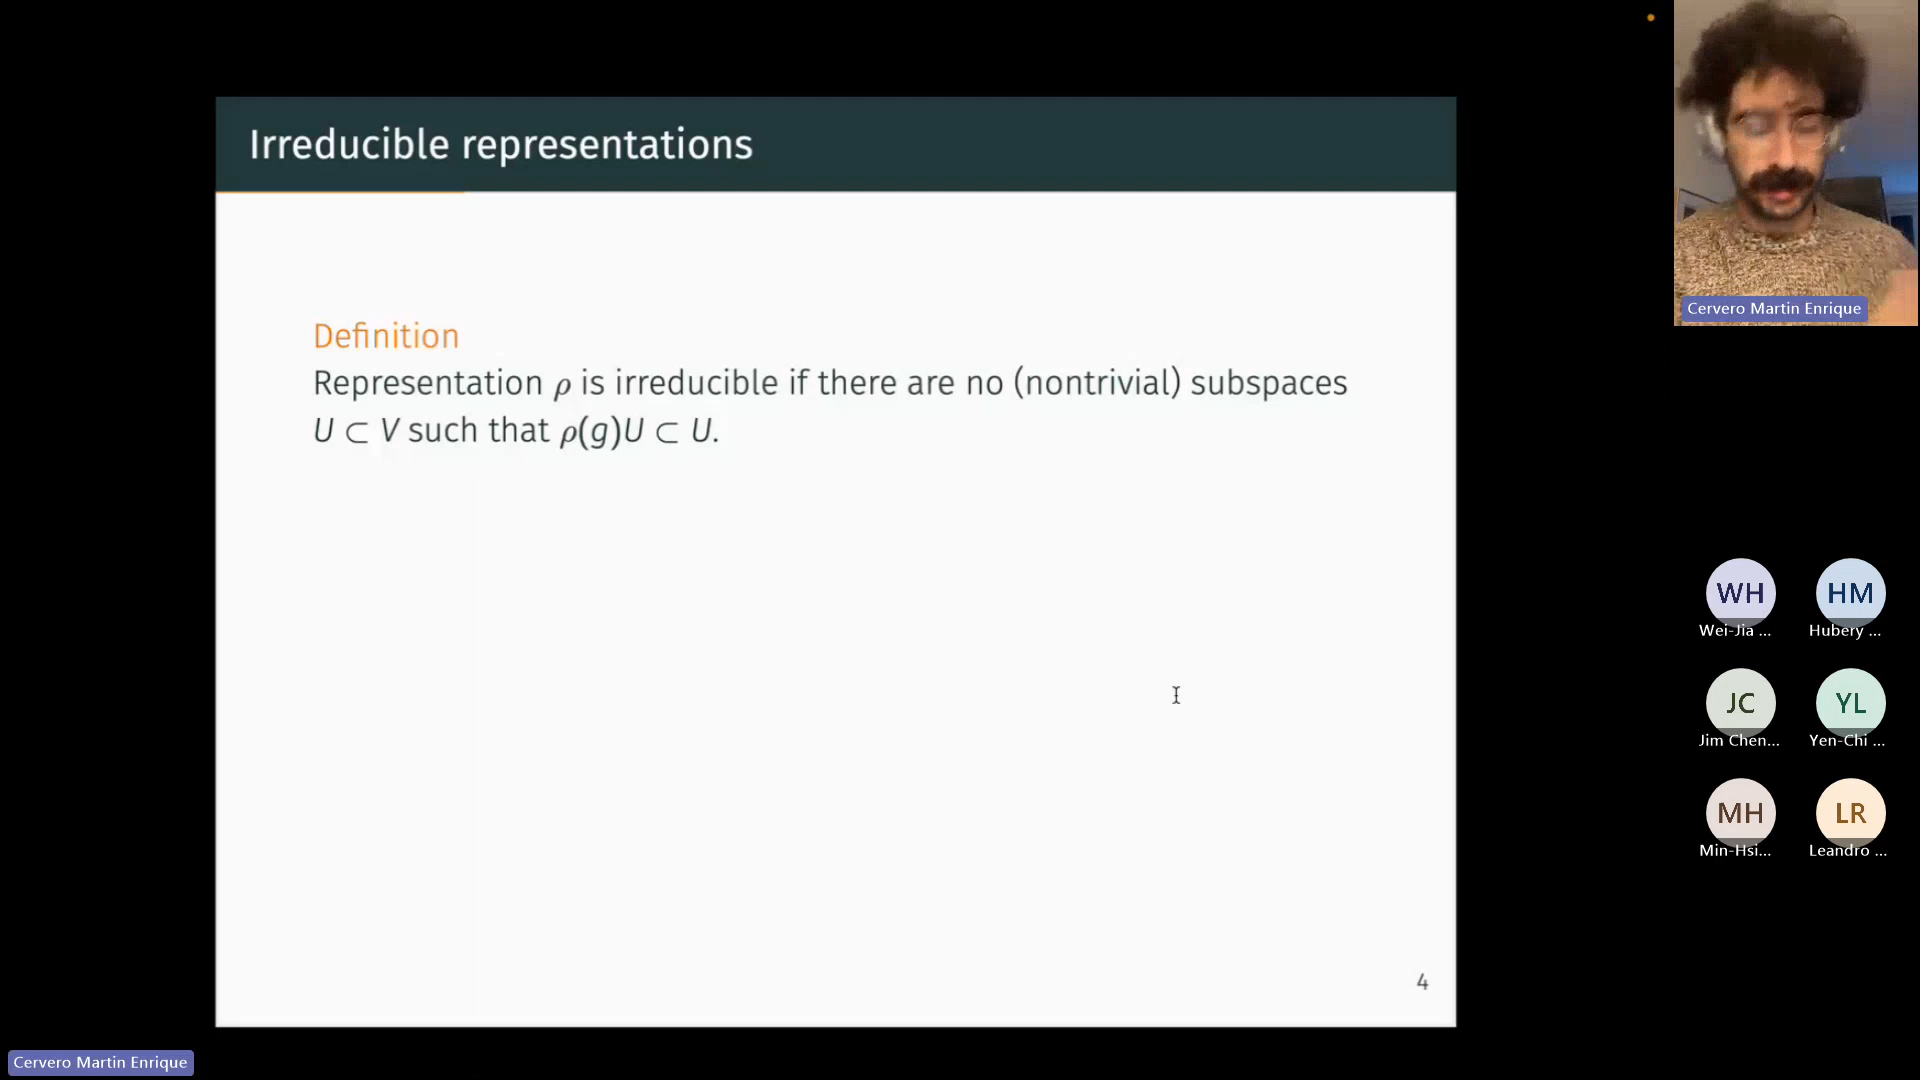 Irreducible representations
Definition
Representation ρ is irreducible if there are no (nontrivial) subspaces
U ⊂ V such that ρ(g)U ⊂ U.
4
Cervero Martin Enrique
WH
HM
Wei-Jia ...
Hubery ...
JC
YL
Jim Chen...
Yen-Chi ...
MH
LR
Min-Hsi...
Leandro ...
Cervero Martin Enrique